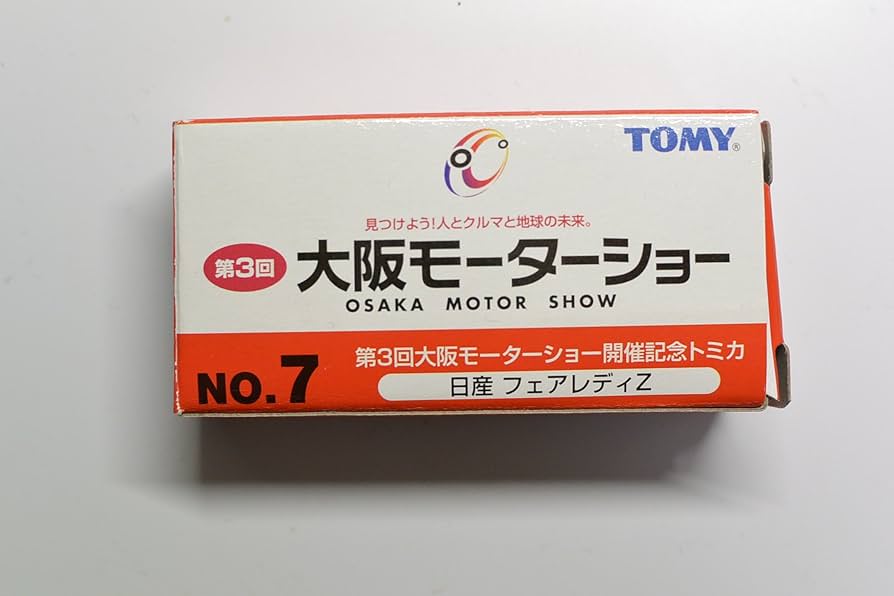 TOMY®
見つけよう!人とクルマと地球の未来。
第3回
大阪モーターショー
OSAKA MOTOR SHOW
NO.7
第3回大阪モーターショー開催記念トミカ
日産 フェアレディZ